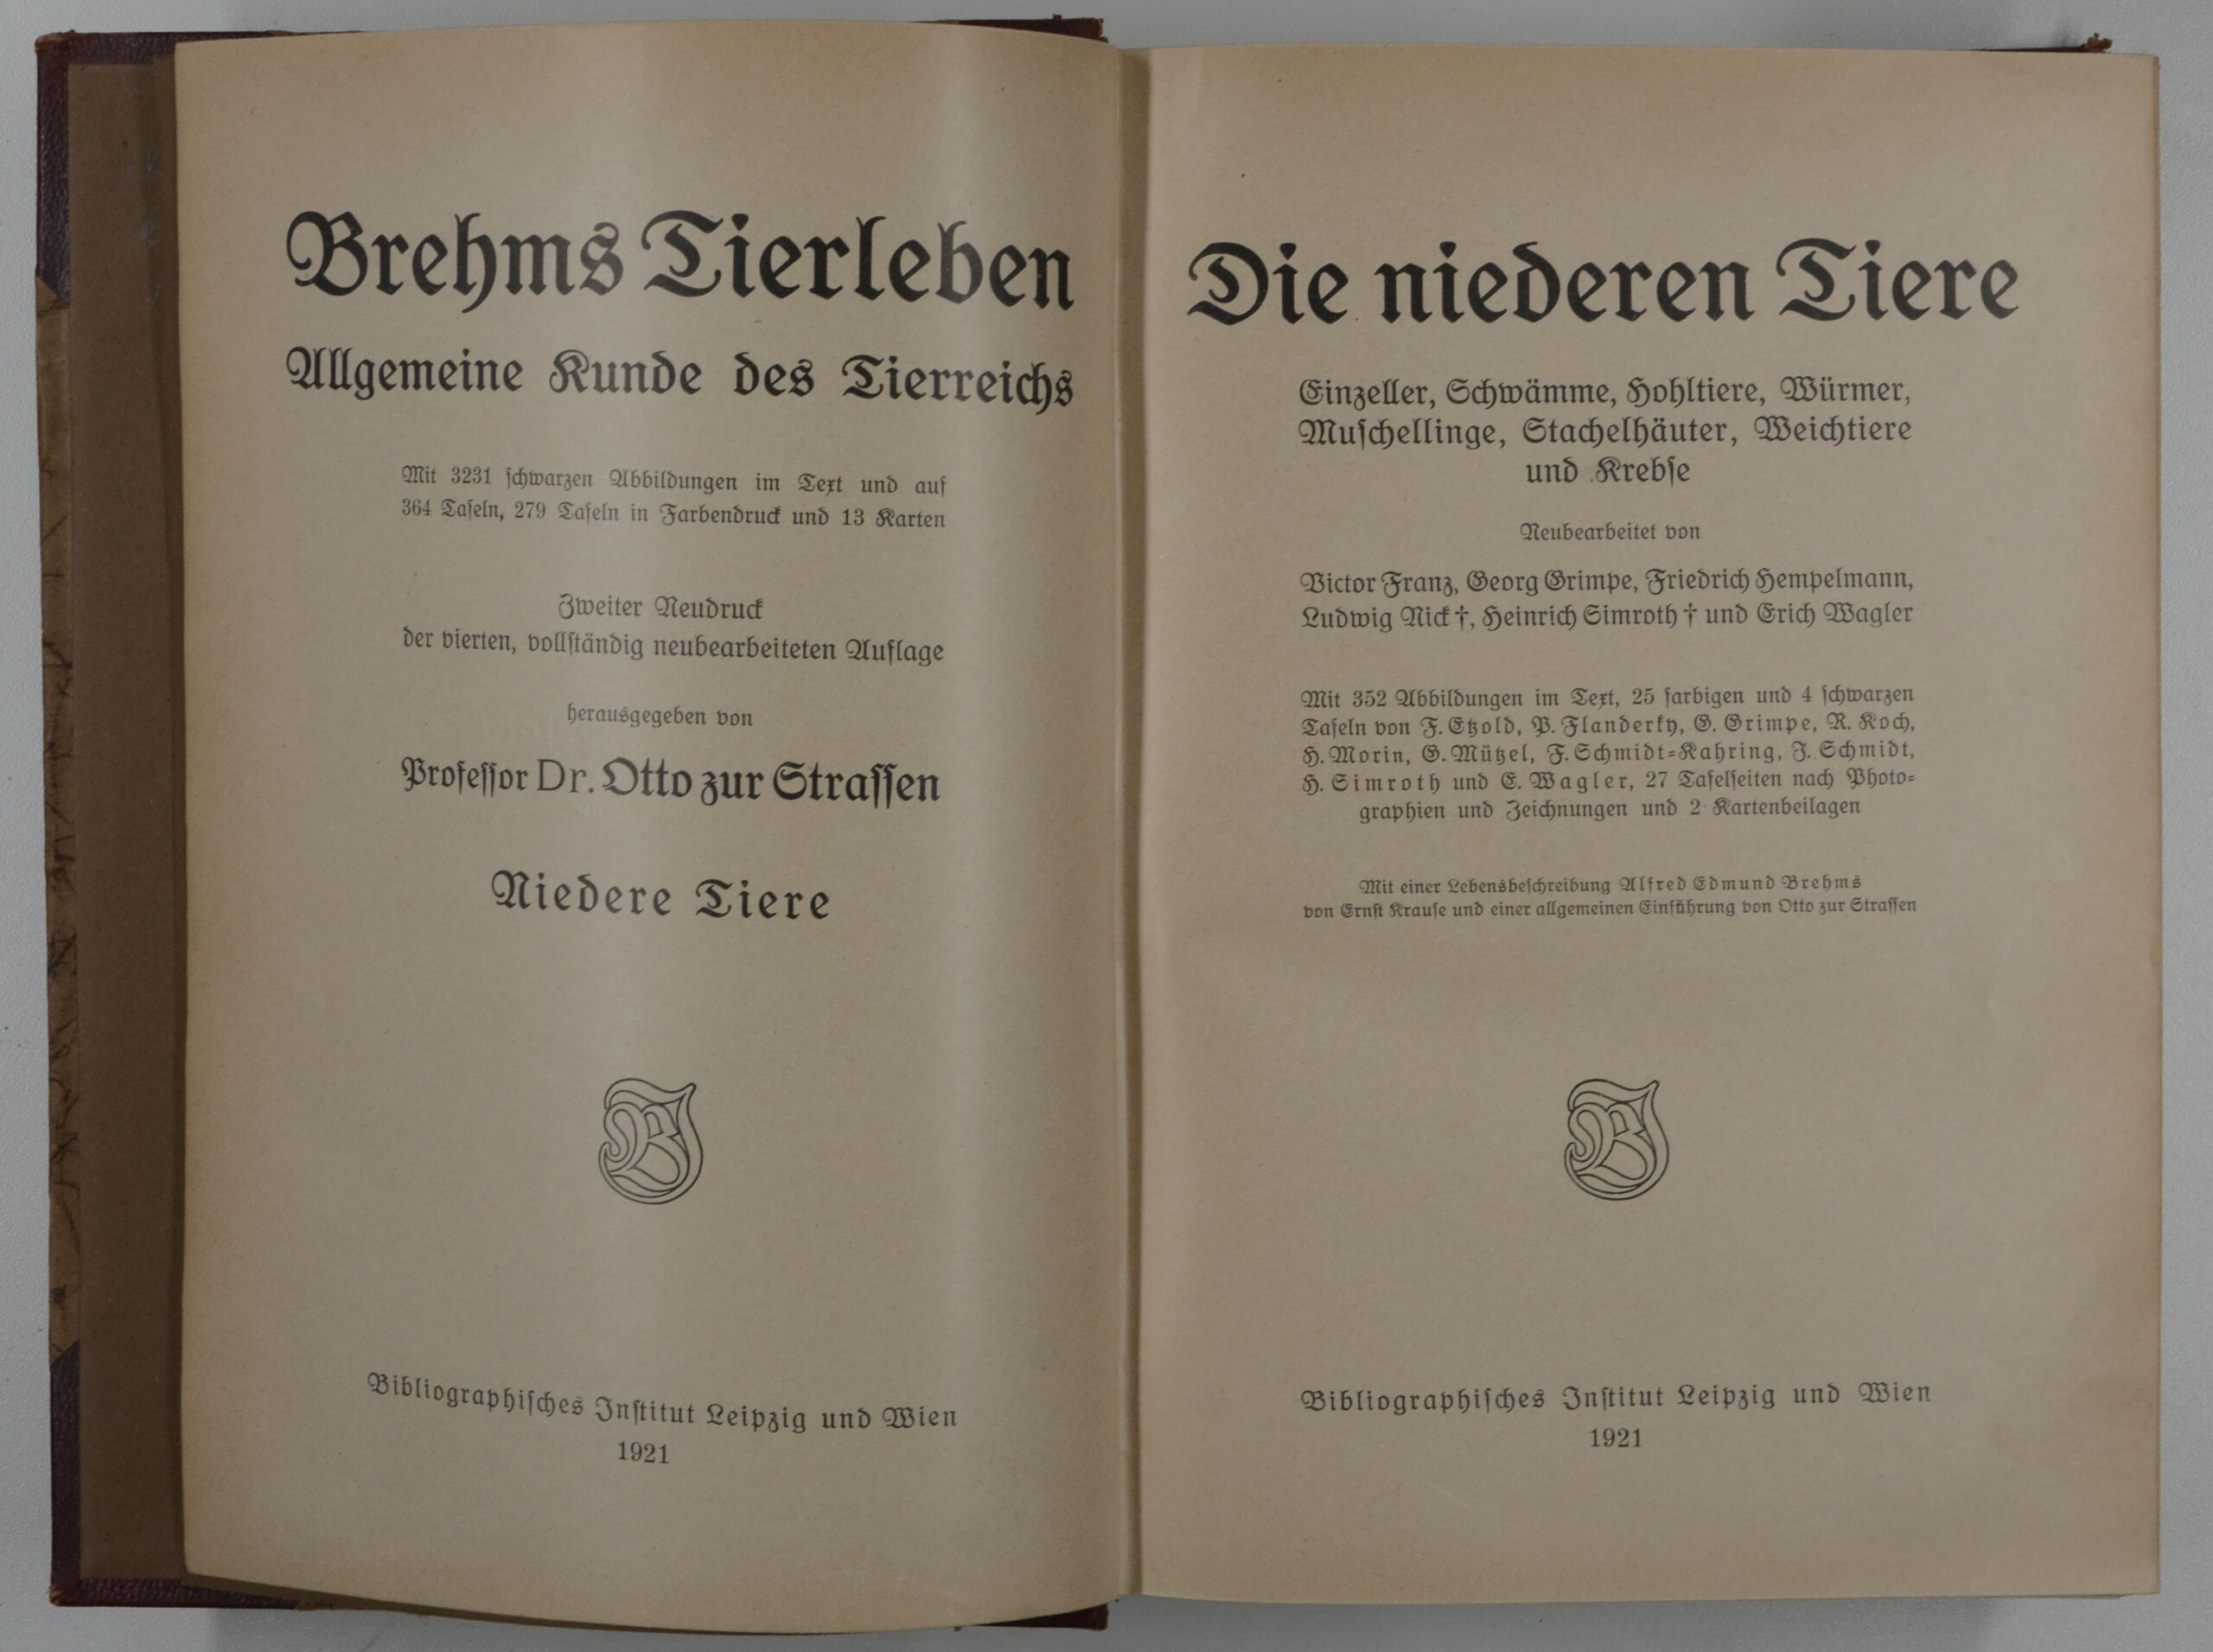 Brehms Tierleben
Allgemeine Kunde des Tierreichs
Mit 3231 schwarzen Abbildungen im Text und auf
364 Tafeln, 279 Tafeln in Farbendruck und 13 Karten
Zweiter Neudruck
der vierten, vollständig neubearbeiteten Auflage
herausgegeben von
Professor Dr. Otto zur Strassen
Niedere Tiere
Bibliographisches Institut Leipzig und Wien
1921
Die niederen Tiere
Einzeller, Schwämme, Hohltiere, Würmer,
Muschellinge, Stachelhäuter, Weichtiere
und Krebse
Neubearbeitet von
Victor Franz, Georg Grimpe, Friedrich Hempelmann,
Ludwig Nick †, Heinrich Simroth † und Erich Wagler
Mit 352 Abbildungen im Text, 25 farbigen und 4 schwarzen
Tafeln von F. Etzold, P. Flanderky, G. Grimpe, R. Koch,
H. Morin, G. Mützel, F. Schmidt-Kahring, J. Schmidt,
H. Simroth und E. Wagler, 27 Tafelseiten nach Photo-
graphien und Zeichnungen und 2 Kartenbeilagen
Mit einer Lebensbeschreibung Alfred Edmund Brehms
von Ernst Krause und einer allgemeinen Einführung von Otto zur Strassen
Bibliographisches Institut Leipzig und Wien
1921